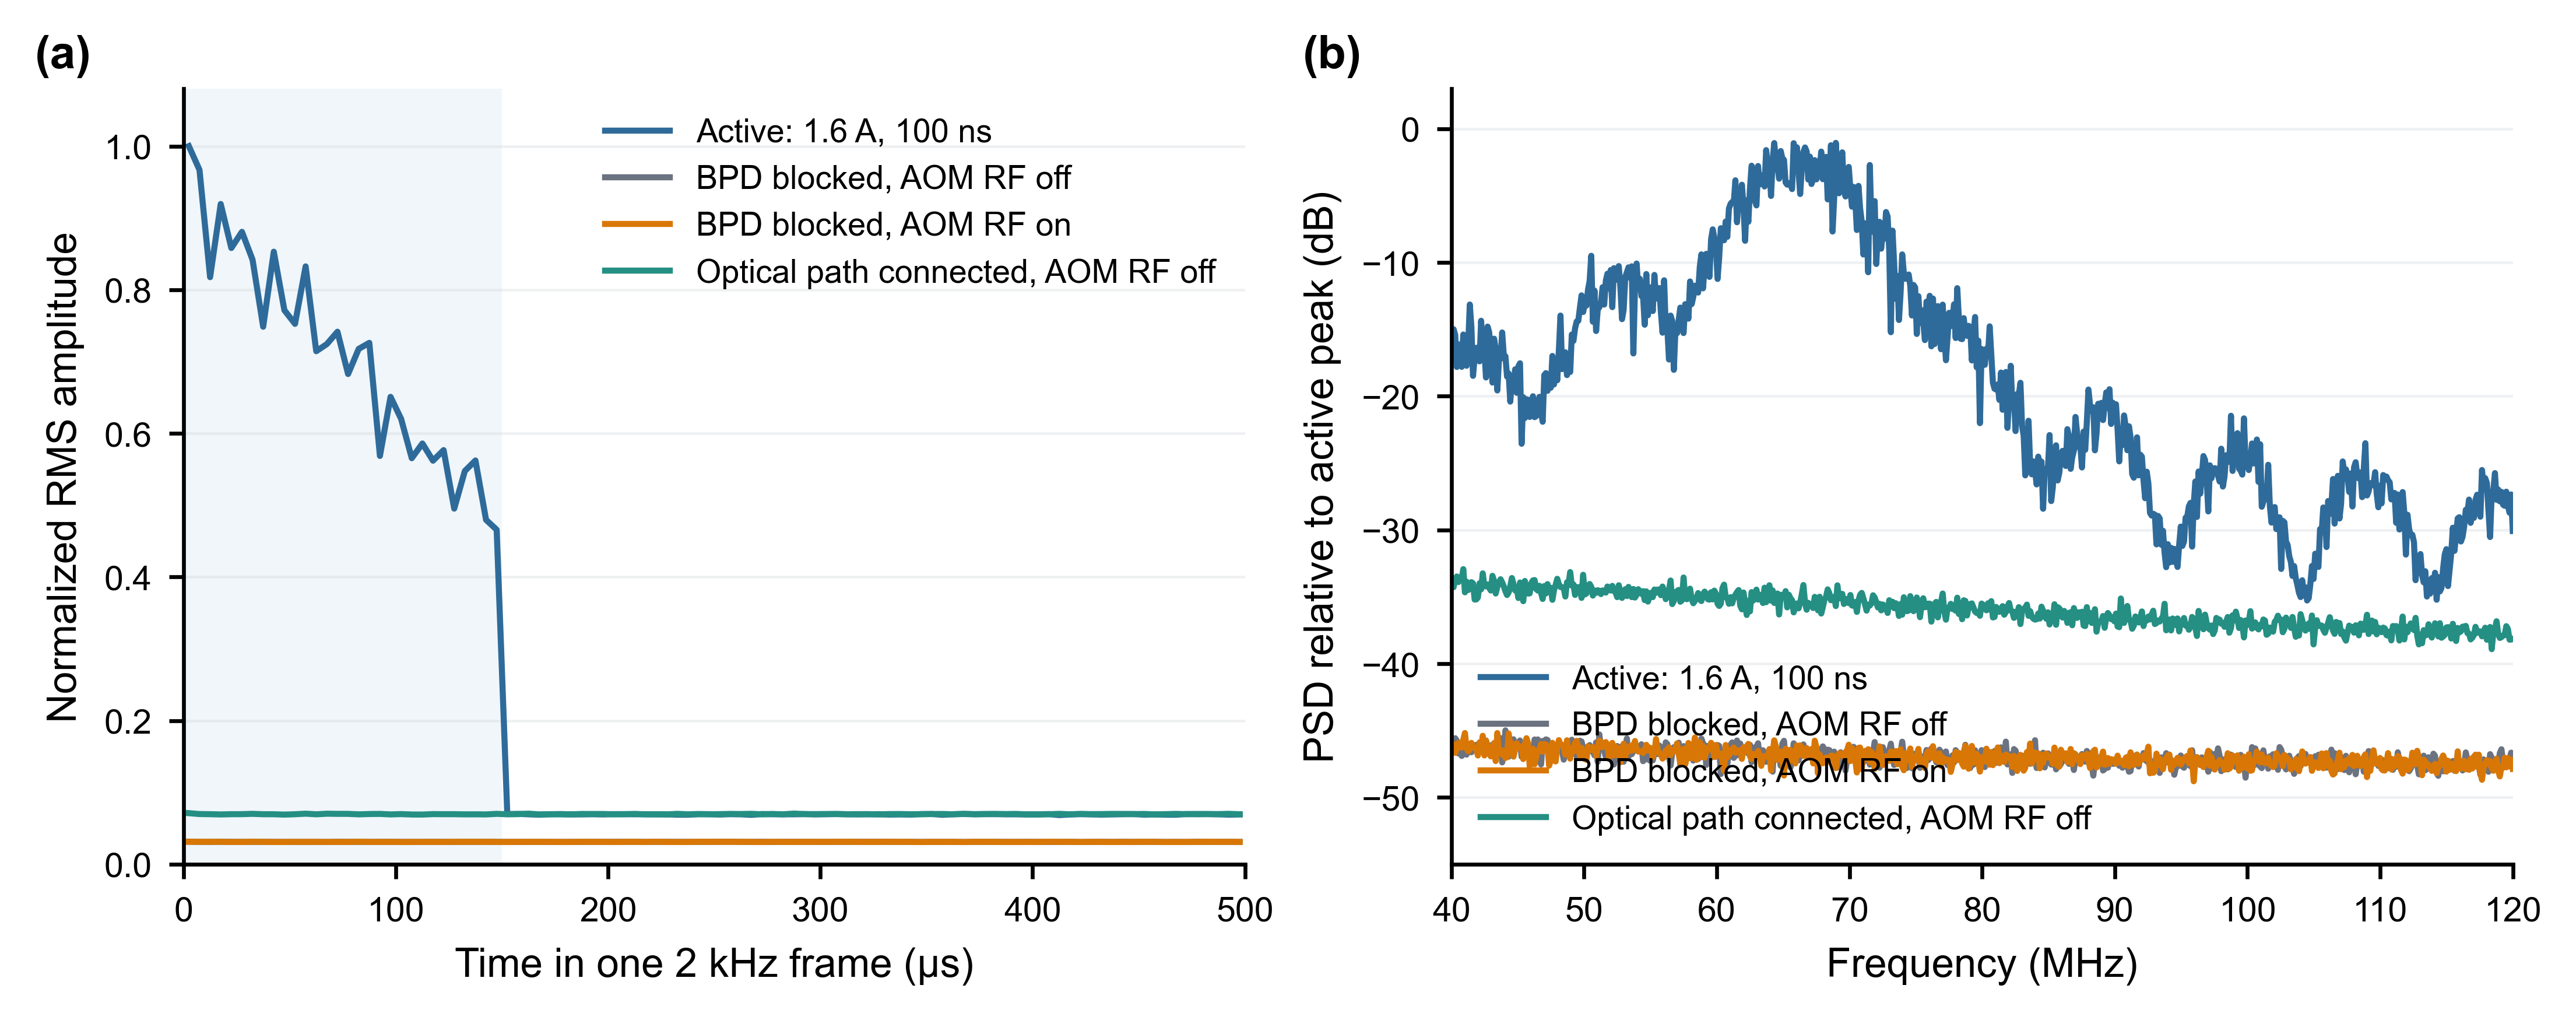 (a)
Normalized RMS amplitude
1.0
0.8
0.6
0.4
0.2
0.0
Active: 1.6 A, 100 ns
BPD blocked, AOM RF off
BPD blocked, AOM RF on
Optical path connected, AOM RF off
0 100 200 300 400 500
Time in one 2 kHz frame (μs)
(b)
PSD relative to active peak (dB)
0
−10
−20
−30
−40
−50
Active: 1.6 A, 100 ns
BPD blocked, AOM RF off
BPD blocked, AOM RF on
Optical path connected, AOM RF off
40 50 60 70 80 90 100 110 120
Frequency (MHz)